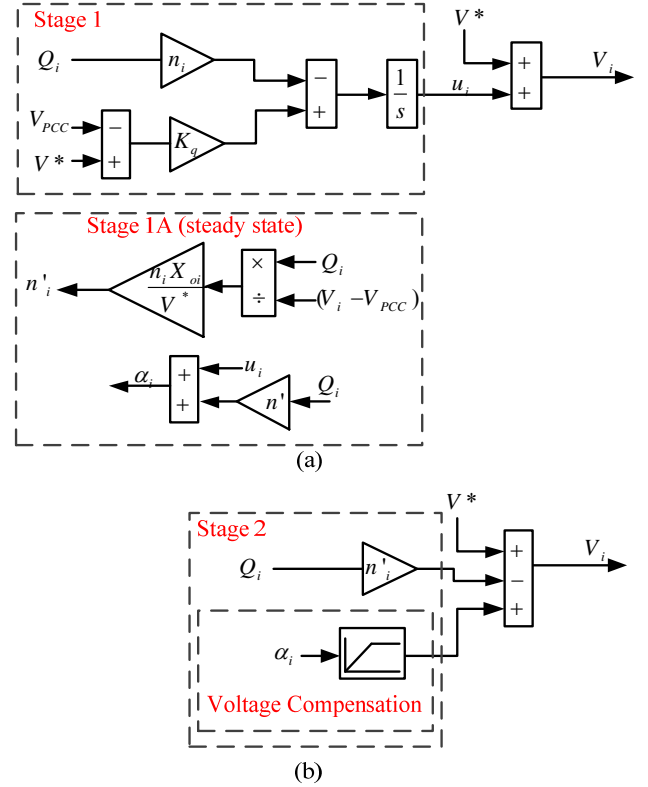 Stage 1
Q_i
n_i
V_PCC
−
V*
+
K_q
−
+
1/s
u_i
V*
+
+
V_i
Stage 1A (steady state)
n'_i
n_i X_oi / V*
×
÷
Q_i
(V_i − V_PCC)
α_i
+
+
u_i
n'
Q_i
(a)
Stage 2
Q_i
n'_i
V*
+
−
+
V_i
α_i
Voltage Compensation
(b)